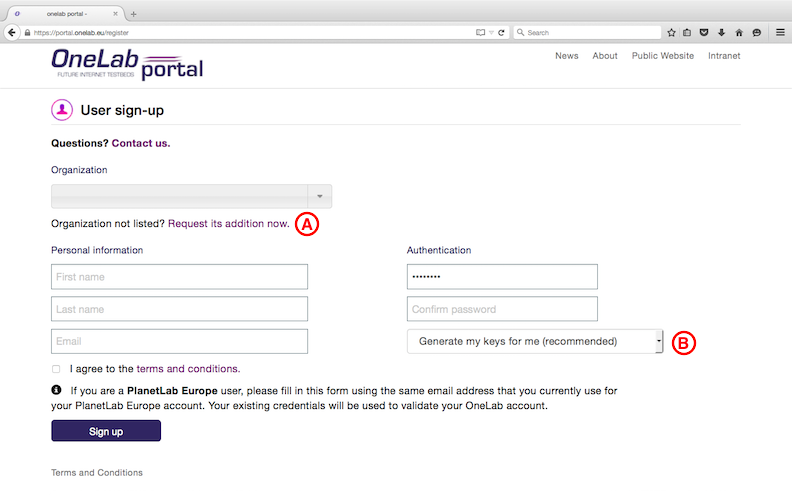 onelab portal -
https://portal.onelab.eu/register
Search
OneLab
FUTURE INTERNET TESTBEDS
portal
News About Public Website Intranet
User sign-up
Questions? Contact us.
Organization
Organization not listed? Request its addition now. A
Personal information Authentication
First name ••••••••
Last name Confirm password
Email Generate my keys for me (recommended) B
I agree to the terms and conditions.
If you are a PlanetLab Europe user, please fill in this form using the same email address that you currently use for
your PlanetLab Europe account. Your existing credentials will be used to validate your OneLab account.
Sign up
Terms and Conditions